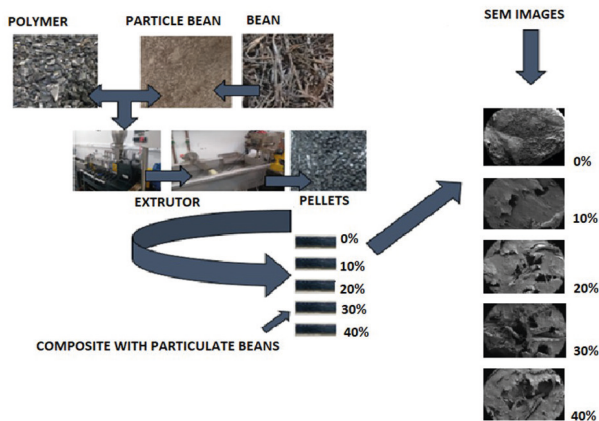 POLYMER
PARTICLE BEAN
BEAN
SEM IMAGES
EXTRUTOR
PELLETS
0%
10%
20%
30%
40%
COMPOSITE WITH PARTICULATE BEANS
0%
10%
20%
30%
40%